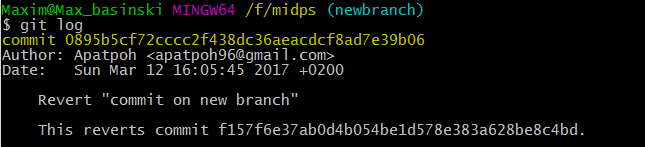 Maxim@Max_basinski MINGW64 /f/midps (newbranch)
$ git log
commit 0895b5cf72cccc2f438dc36aeacdcf8ad7e39b06
Author: Apatpoh <apatpoh96@gmail.com>
Date:   Sun Mar 12 16:05:45 2017 +0200
    Revert "commit on new branch"
    This reverts commit f157f6e37ab0d4b054be1d578e383a628be8c4bd.